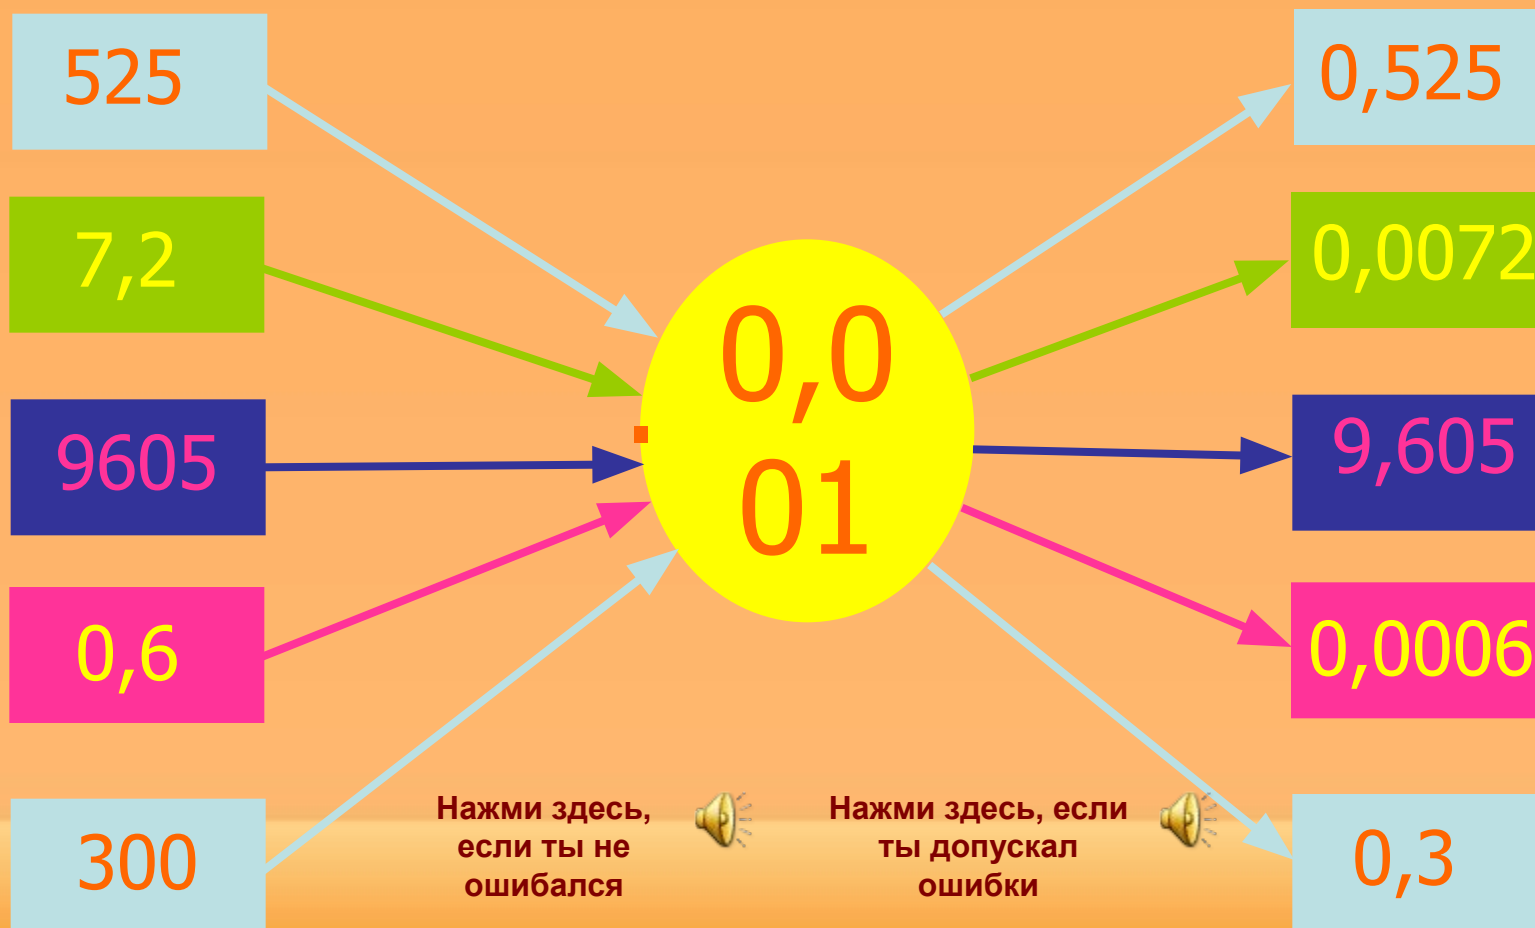 525
7,2
9605
0,6
300
0,0
01
0,525
0,0072
9,605
0,0006
0,3
Нажми здесь,
если ты не
ошибался
Нажми здесь, если
ты допускал
ошибки